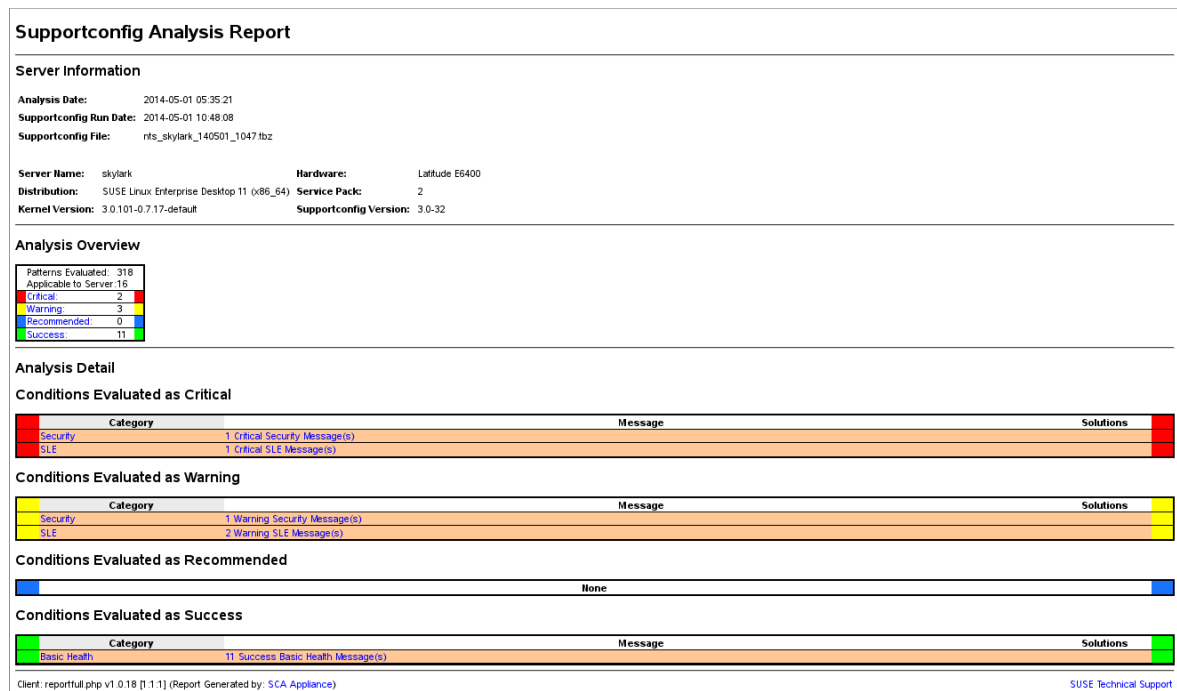 Supportconfig Analysis Report
Server Information
Analysis Date: 2014-05-01 05:35:21
Supportconfig Run Date: 2014-05-01 10:48:08
Supportconfig File: nts_skylark_140501_1047.tbz
Server Name: skylark Hardware: Latitude E6400
Distribution: SUSE Linux Enterprise Desktop 11 (x86_64) Service Pack: 2
Kernel Version: 3.0.101-0.7.17-default Supportconfig Version: 3.0-32
Analysis Overview
Patterns Evaluated: 318
Applicable to Server: 16
Critical: 2
Warning: 3
Recommended: 0
Success: 11
Analysis Detail
Conditions Evaluated as Critical
Category Message Solutions
Security 1 Critical Security Message(s)
SLE 1 Critical SLE Message(s)
Conditions Evaluated as Warning
Category Message Solutions
Security 1 Warning Security Message(s)
SLE 2 Warning SLE Message(s)
Conditions Evaluated as Recommended
None
Conditions Evaluated as Success
Category Message Solutions
Basic Health 11 Success Basic Health Message(s)
Client: reportfull.php v1.0.18 [1:1:1] (Report Generated by: SCA Appliance) SUSE Technical Support